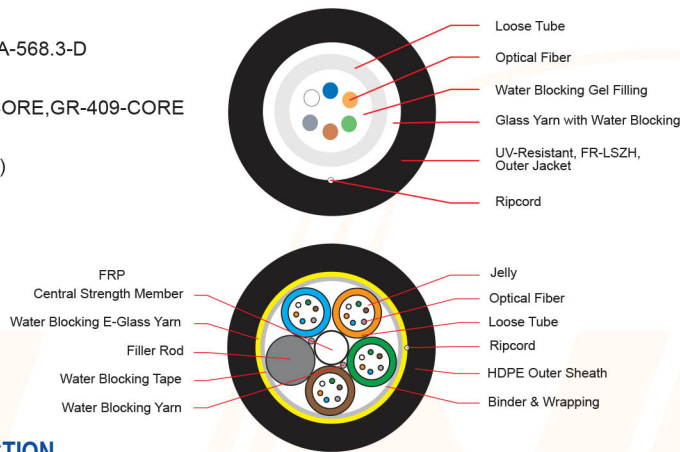 A-568.3-D
CORE,GR-409-CORE
)
Loose Tube
Optical Fiber
Water Blocking Gel Filling
Glass Yarn with Water Blocking
UV-Resistant, FR-LSZH,
Outer Jacket
Ripcord
FRP
Central Strength Member
Water Blocking E-Glass Yarn
Filler Rod
Water Blocking Tape
Water Blocking Yarn
Jelly
Optical Fiber
Loose Tube
Ripcord
HDPE Outer Sheath
Binder & Wrapping
CTION